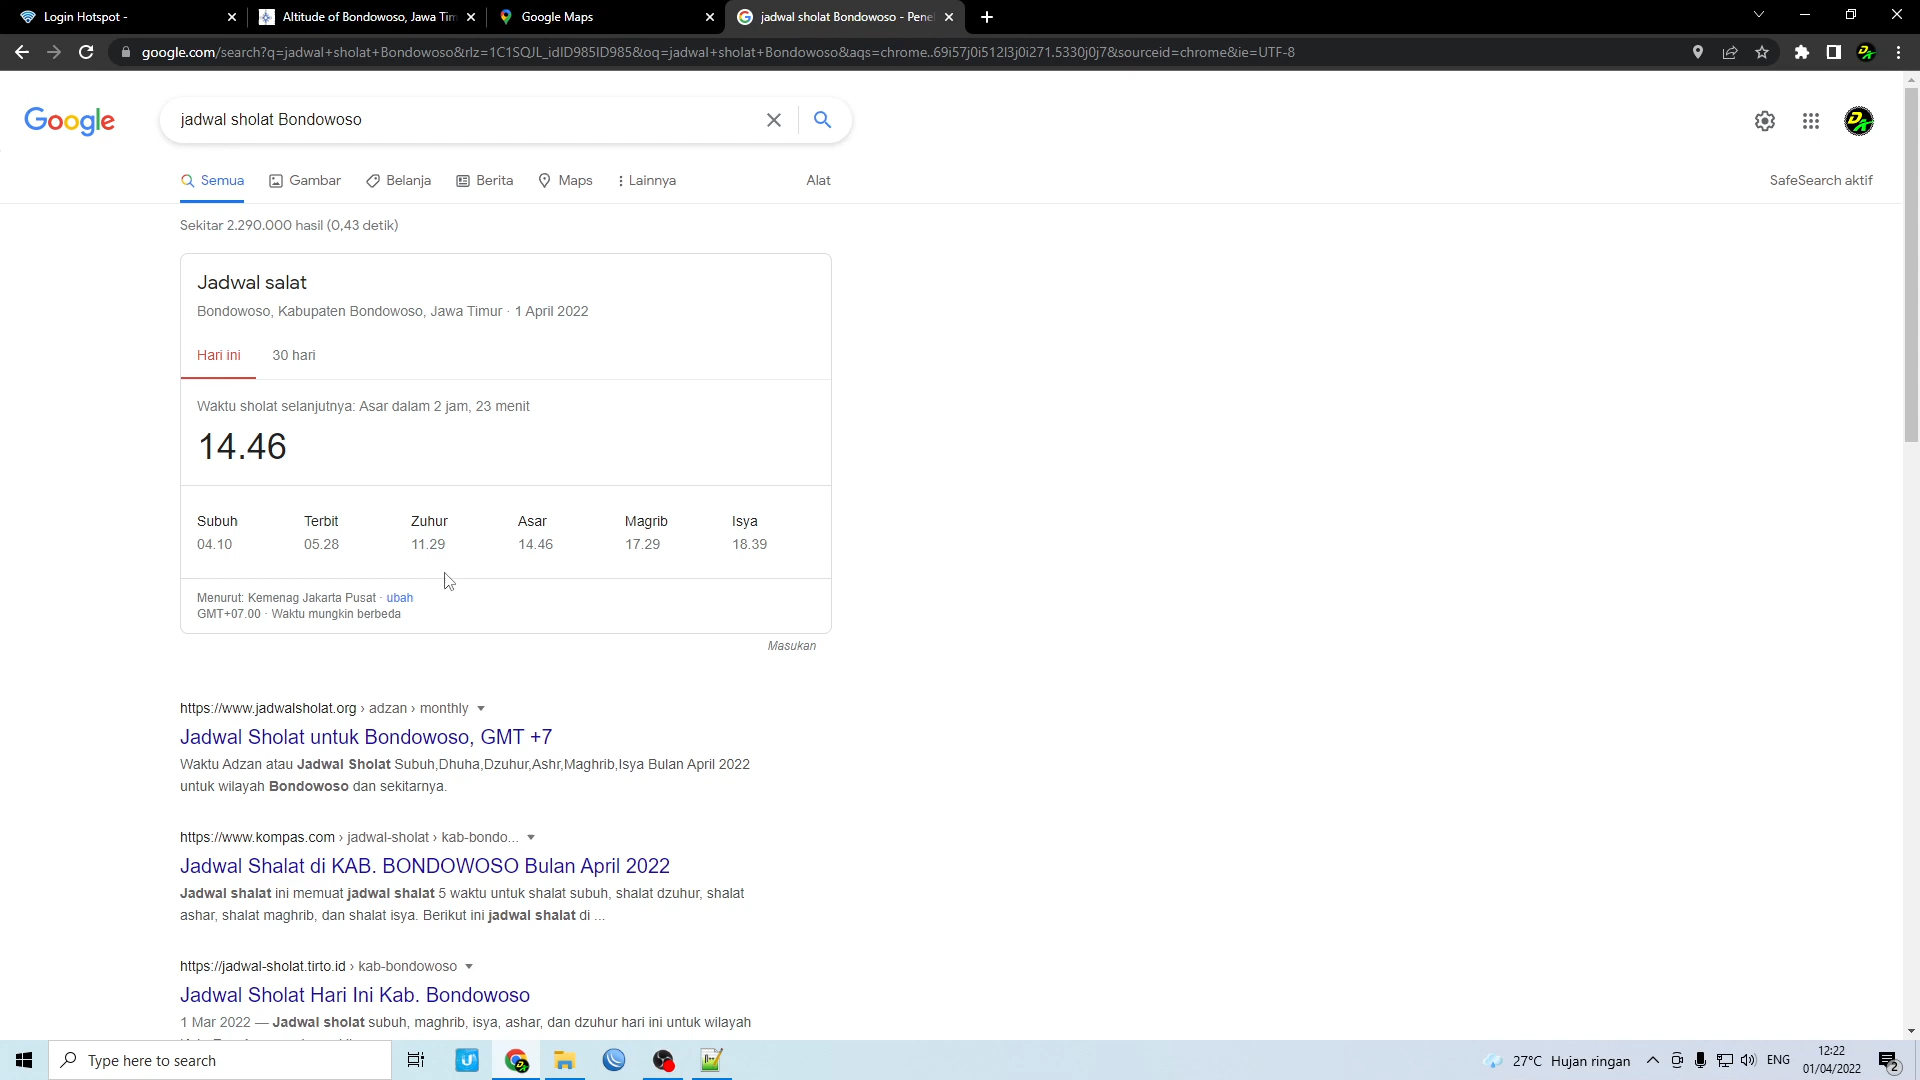 Login Hotspot -
Altitude of Bondowoso, Jawa Tim
Google Maps
jadwal sholat Bondowoso - Penel
google.com/search?q=jadwal+sholat+Bondowoso&rlz=1C1SQJL_idID985ID985&oq=jadwal+sholat+Bondowoso&aqs=chrome..69i57j0i512l3j0i271.5330j0j7&sourceid=chrome&ie=UTF-8
Google
jadwal sholat Bondowoso
Semua
Gambar
Belanja
Berita
Maps
Lainnya
Alat
SafeSearch aktif
Sekitar 2.290.000 hasil (0,43 detik)
Jadwal salat
Bondowoso, Kabupaten Bondowoso, Jawa Timur · 1 April 2022
Hari ini
30 hari
Waktu sholat selanjutnya: Asar dalam 2 jam, 23 menit
14.46
Subuh Terbit Zuhur Asar Magrib Isya
04.10 05.28 11.29 14.46 17.29 18.39
Menurut: Kemenag Jakarta Pusat · ubah
GMT+07.00 · Waktu mungkin berbeda
Masukan
https://www.jadwalsholat.org › adzan › monthly
Jadwal Sholat untuk Bondowoso, GMT +7
Waktu Adzan atau Jadwal Sholat Subuh,Dhuha,Dzuhur,Ashr,Maghrib,Isya Bulan April 2022
untuk wilayah Bondowoso dan sekitarnya.
https://www.kompas.com › jadwal-sholat › kab-bondo...
Jadwal Shalat di KAB. BONDOWOSO Bulan April 2022
Jadwal shalat ini memuat jadwal shalat 5 waktu untuk shalat subuh, shalat dzuhur, shalat
ashar, shalat maghrib, dan shalat isya. Berikut ini jadwal shalat di ...
https://jadwal-sholat.tirto.id › kab-bondowoso
Jadwal Sholat Hari Ini Kab. Bondowoso
1 Mar 2022 — Jadwal sholat subuh, maghrib, isya, ashar, dan dzuhur hari ini untuk wilayah
Type here to search
27°C Hujan ringan
ENG
12:22
01/04/2022
2